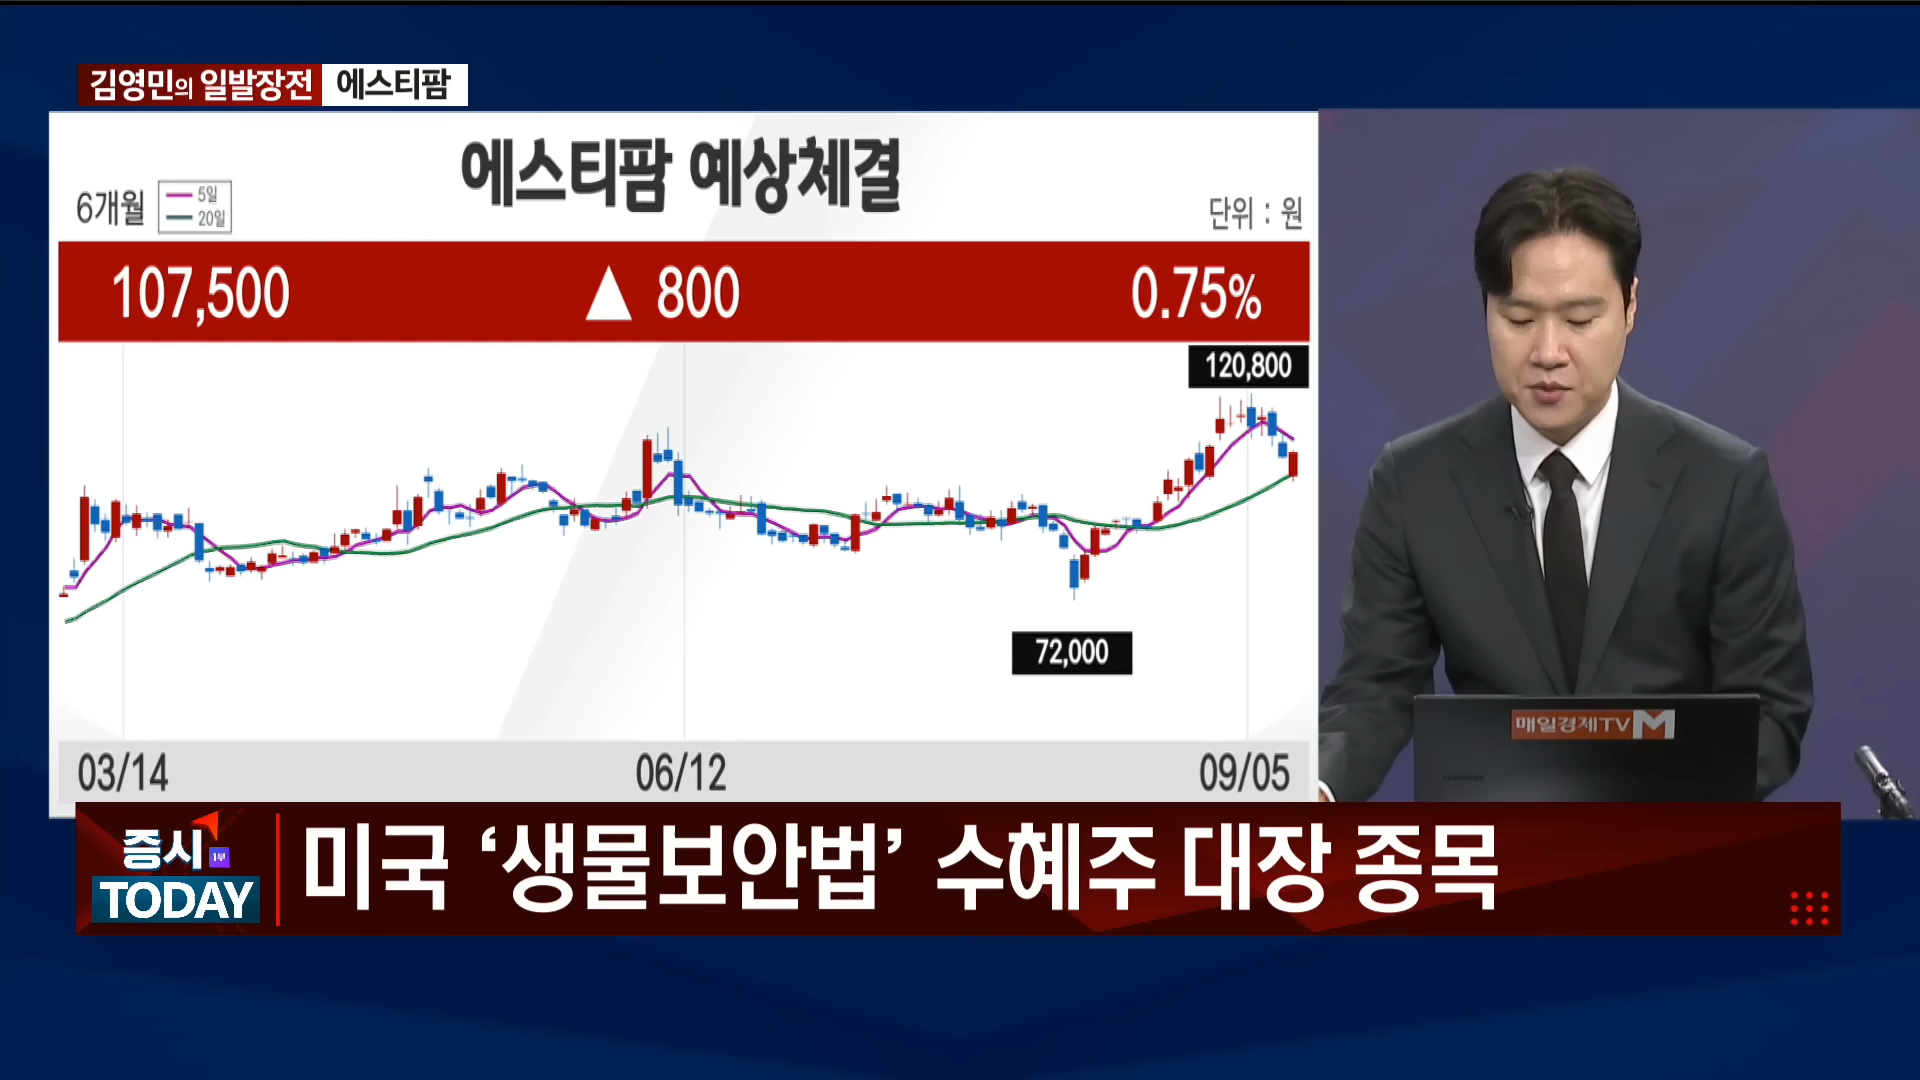 김영민의 일발장전 에스티팜
에스티팜 예상체결
6개월
5일
20일
단위 : 원
107,500 ▲ 800 0.75%
120,800
72,000
03/14 06/12 09/05
매일경제TV M
SAMSUNG
증시 1부
TODAY
미국 ‘생물보안법’ 수혜주 대장 종목